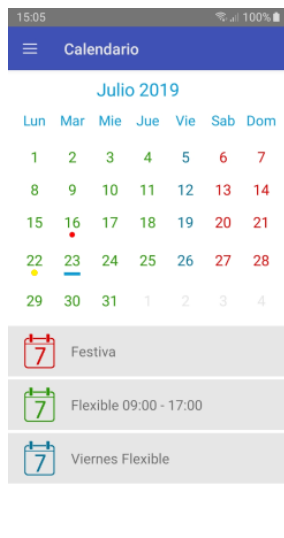 15:05 100%
Calendario
Julio 2019
Lun Mar Mie Jue Vie Sab Dom
1 2 3 4 5 6 7
8 9 10 11 12 13 14
15 16 17 18 19 20 21
22 23 24 25 26 27 28
29 30 31 1 2 3 4
7 Festiva
7 Flexible 09:00 - 17:00
7 Viernes Flexible